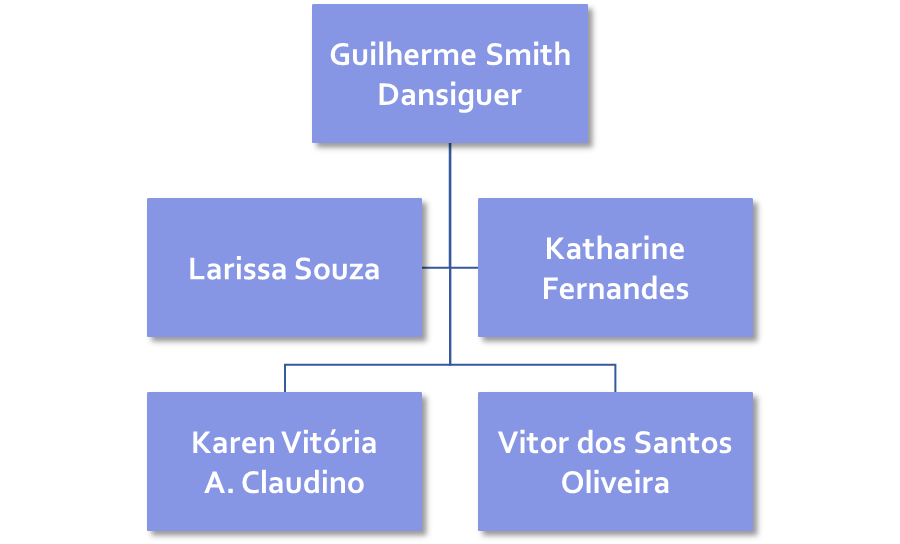 Guilherme Smith
Dansiguer
Larissa Souza
Katharine
Fernandes
Karen Vitória
A. Claudino
Vitor dos Santos
Oliveira